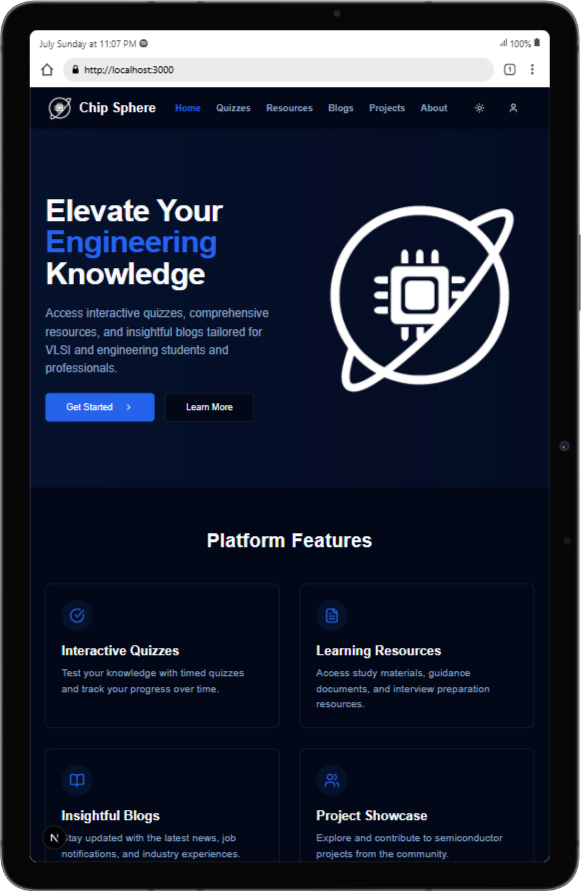 July Sunday at 11:07 PM
100%
http://localhost:3000
1
Chip Sphere Home Quizzes Resources Blogs Projects About
Elevate Your
Engineering
Knowledge
Access interactive quizzes, comprehensive
resources, and insightful blogs tailored for
VLSI and engineering students and
professionals.
Get Started
Learn More
Platform Features
Interactive Quizzes
Test your knowledge with timed quizzes
and track your progress over time.
Learning Resources
Access study materials, guidance
documents, and interview preparation
resources.
Insightful Blogs
Stay updated with the latest news, job
notifications, and industry experiences.
Project Showcase
Explore and contribute to semiconductor
projects from the community.
N